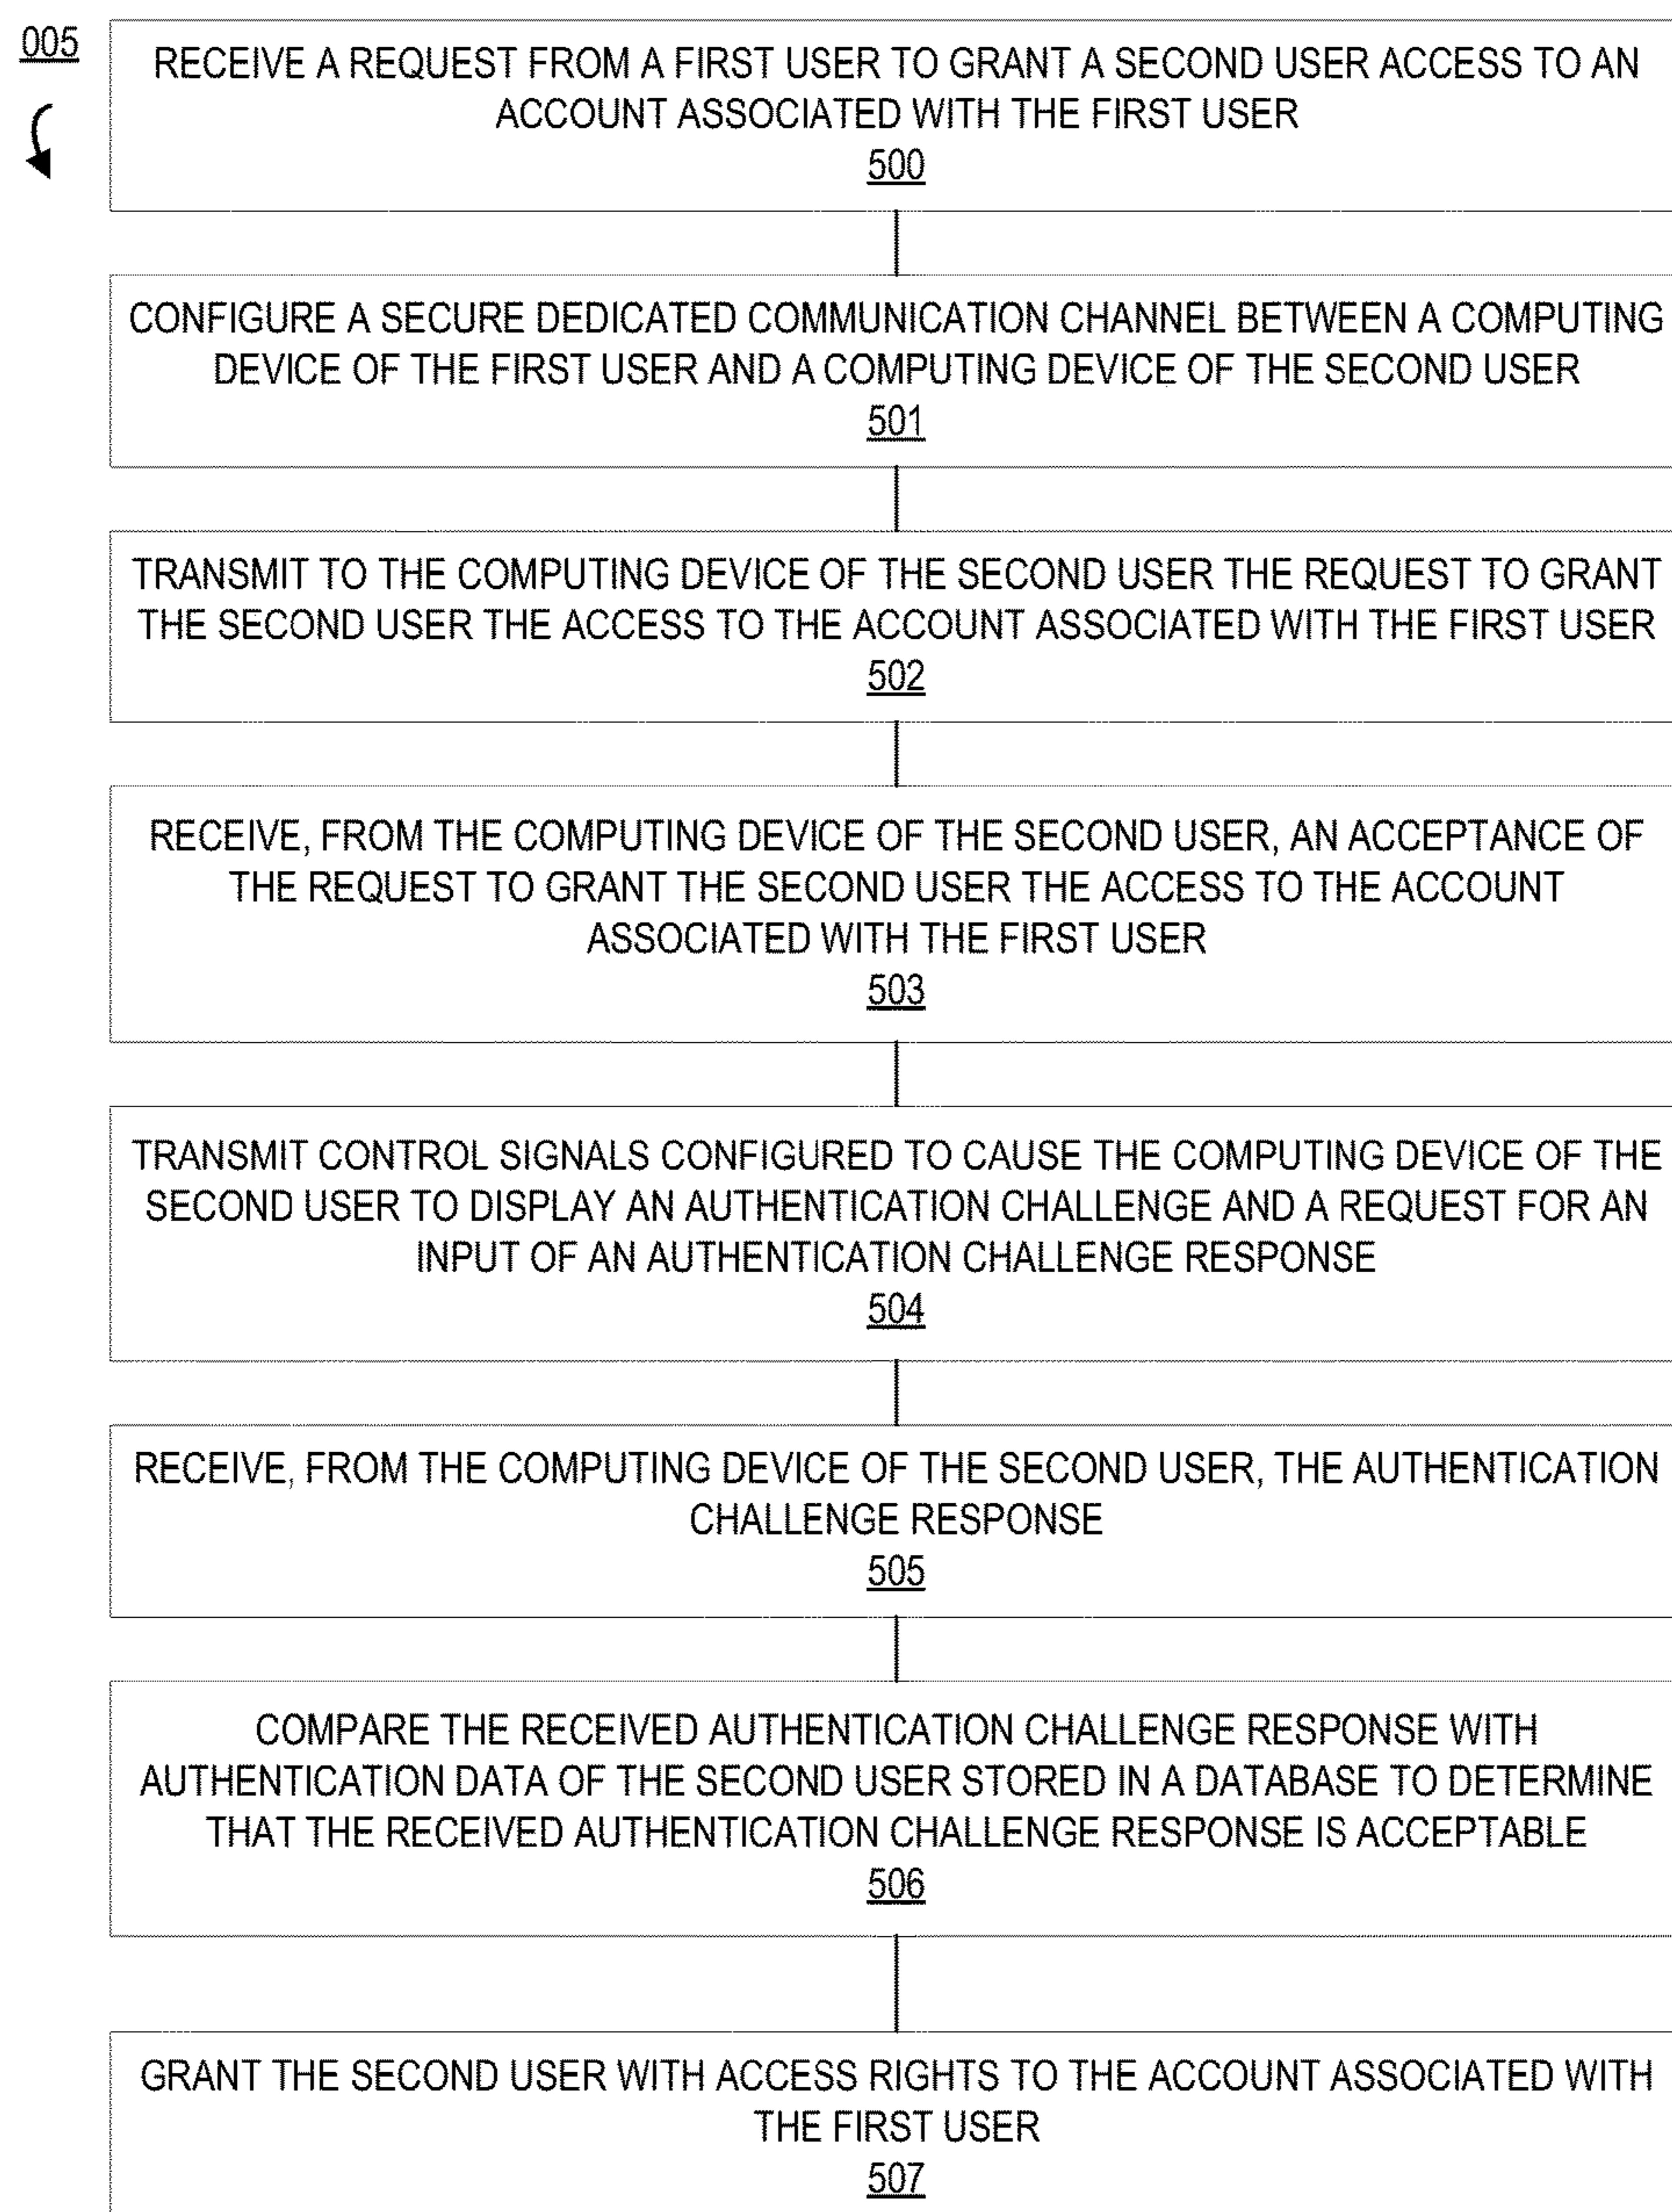 005
RECEIVE A REQUEST FROM A FIRST USER TO GRANT A SECOND USER ACCESS TO AN
ACCOUNT ASSOCIATED WITH THE FIRST USER
500
CONFIGURE A SECURE DEDICATED COMMUNICATION CHANNEL BETWEEN A COMPUTING
DEVICE OF THE FIRST USER AND A COMPUTING DEVICE OF THE SECOND USER
501
TRANSMIT TO THE COMPUTING DEVICE OF THE SECOND USER THE REQUEST TO GRANT
THE SECOND USER THE ACCESS TO THE ACCOUNT ASSOCIATED WITH THE FIRST USER
502
RECEIVE, FROM THE COMPUTING DEVICE OF THE SECOND USER, AN ACCEPTANCE OF
THE REQUEST TO GRANT THE SECOND USER THE ACCESS TO THE ACCOUNT
ASSOCIATED WITH THE FIRST USER
503
TRANSMIT CONTROL SIGNALS CONFIGURED TO CAUSE THE COMPUTING DEVICE OF THE
SECOND USER TO DISPLAY AN AUTHENTICATION CHALLENGE AND A REQUEST FOR AN
INPUT OF AN AUTHENTICATION CHALLENGE RESPONSE
504
RECEIVE, FROM THE COMPUTING DEVICE OF THE SECOND USER, THE AUTHENTICATION
CHALLENGE RESPONSE
505
COMPARE THE RECEIVED AUTHENTICATION CHALLENGE RESPONSE WITH
AUTHENTICATION DATA OF THE SECOND USER STORED IN A DATABASE TO DETERMINE
THAT THE RECEIVED AUTHENTICATION CHALLENGE RESPONSE IS ACCEPTABLE
506
GRANT THE SECOND USER WITH ACCESS RIGHTS TO THE ACCOUNT ASSOCIATED WITH
THE FIRST USER
507